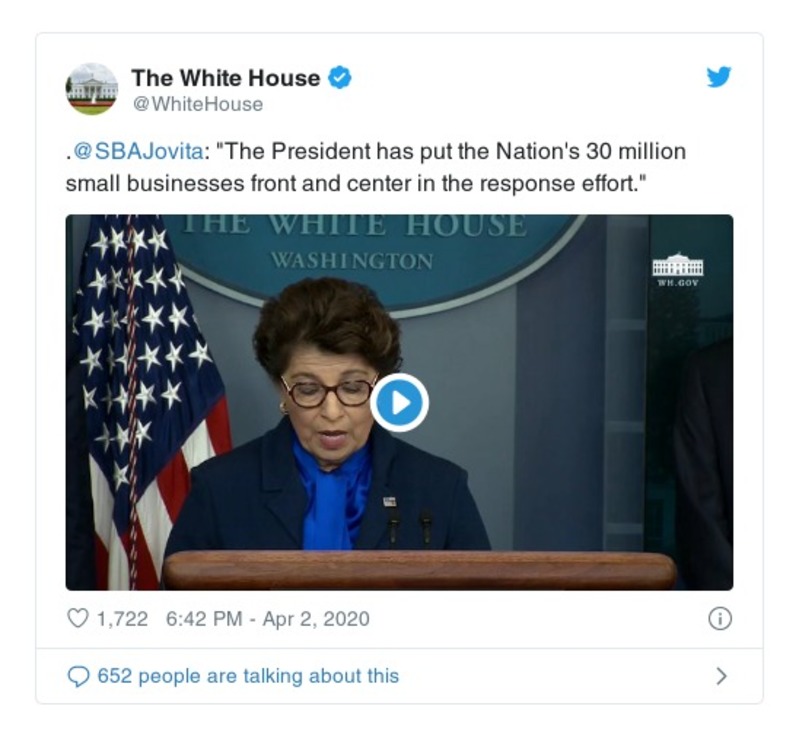 The White House
@WhiteHouse
.@SBAJovita: "The President has put the Nation's 30 million
small businesses front and center in the response effort."
THE WHITE HOUSE
WASHINGTON
WH.GOV
1,722 6:42 PM - Apr 2, 2020
652 people are talking about this